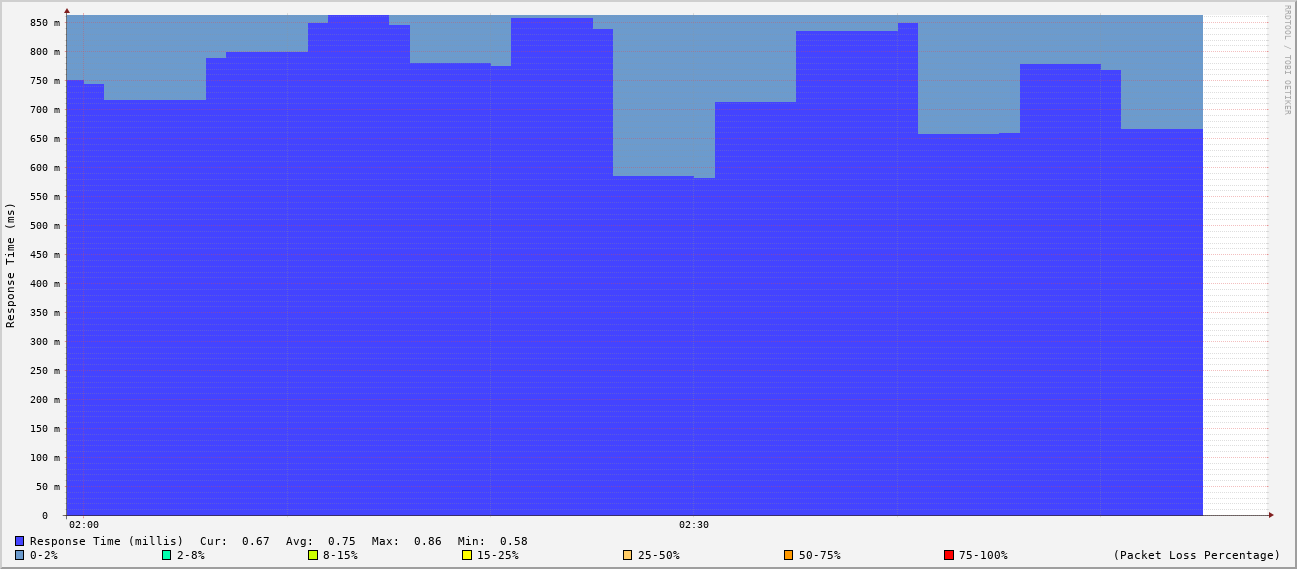 RRDTOOL / TOBI OETIKER
Response Time (ms)
850 m
800 m
750 m
700 m
650 m
600 m
550 m
500 m
450 m
400 m
350 m
300 m
250 m
200 m
150 m
100 m
50 m
0
02:00 02:30
Response Time (millis) Cur: 0.67 Avg: 0.75 Max: 0.86 Min: 0.58
0-2% 2-8% 8-15% 15-25% 25-50% 50-75% 75-100% (Packet Loss Percentage)